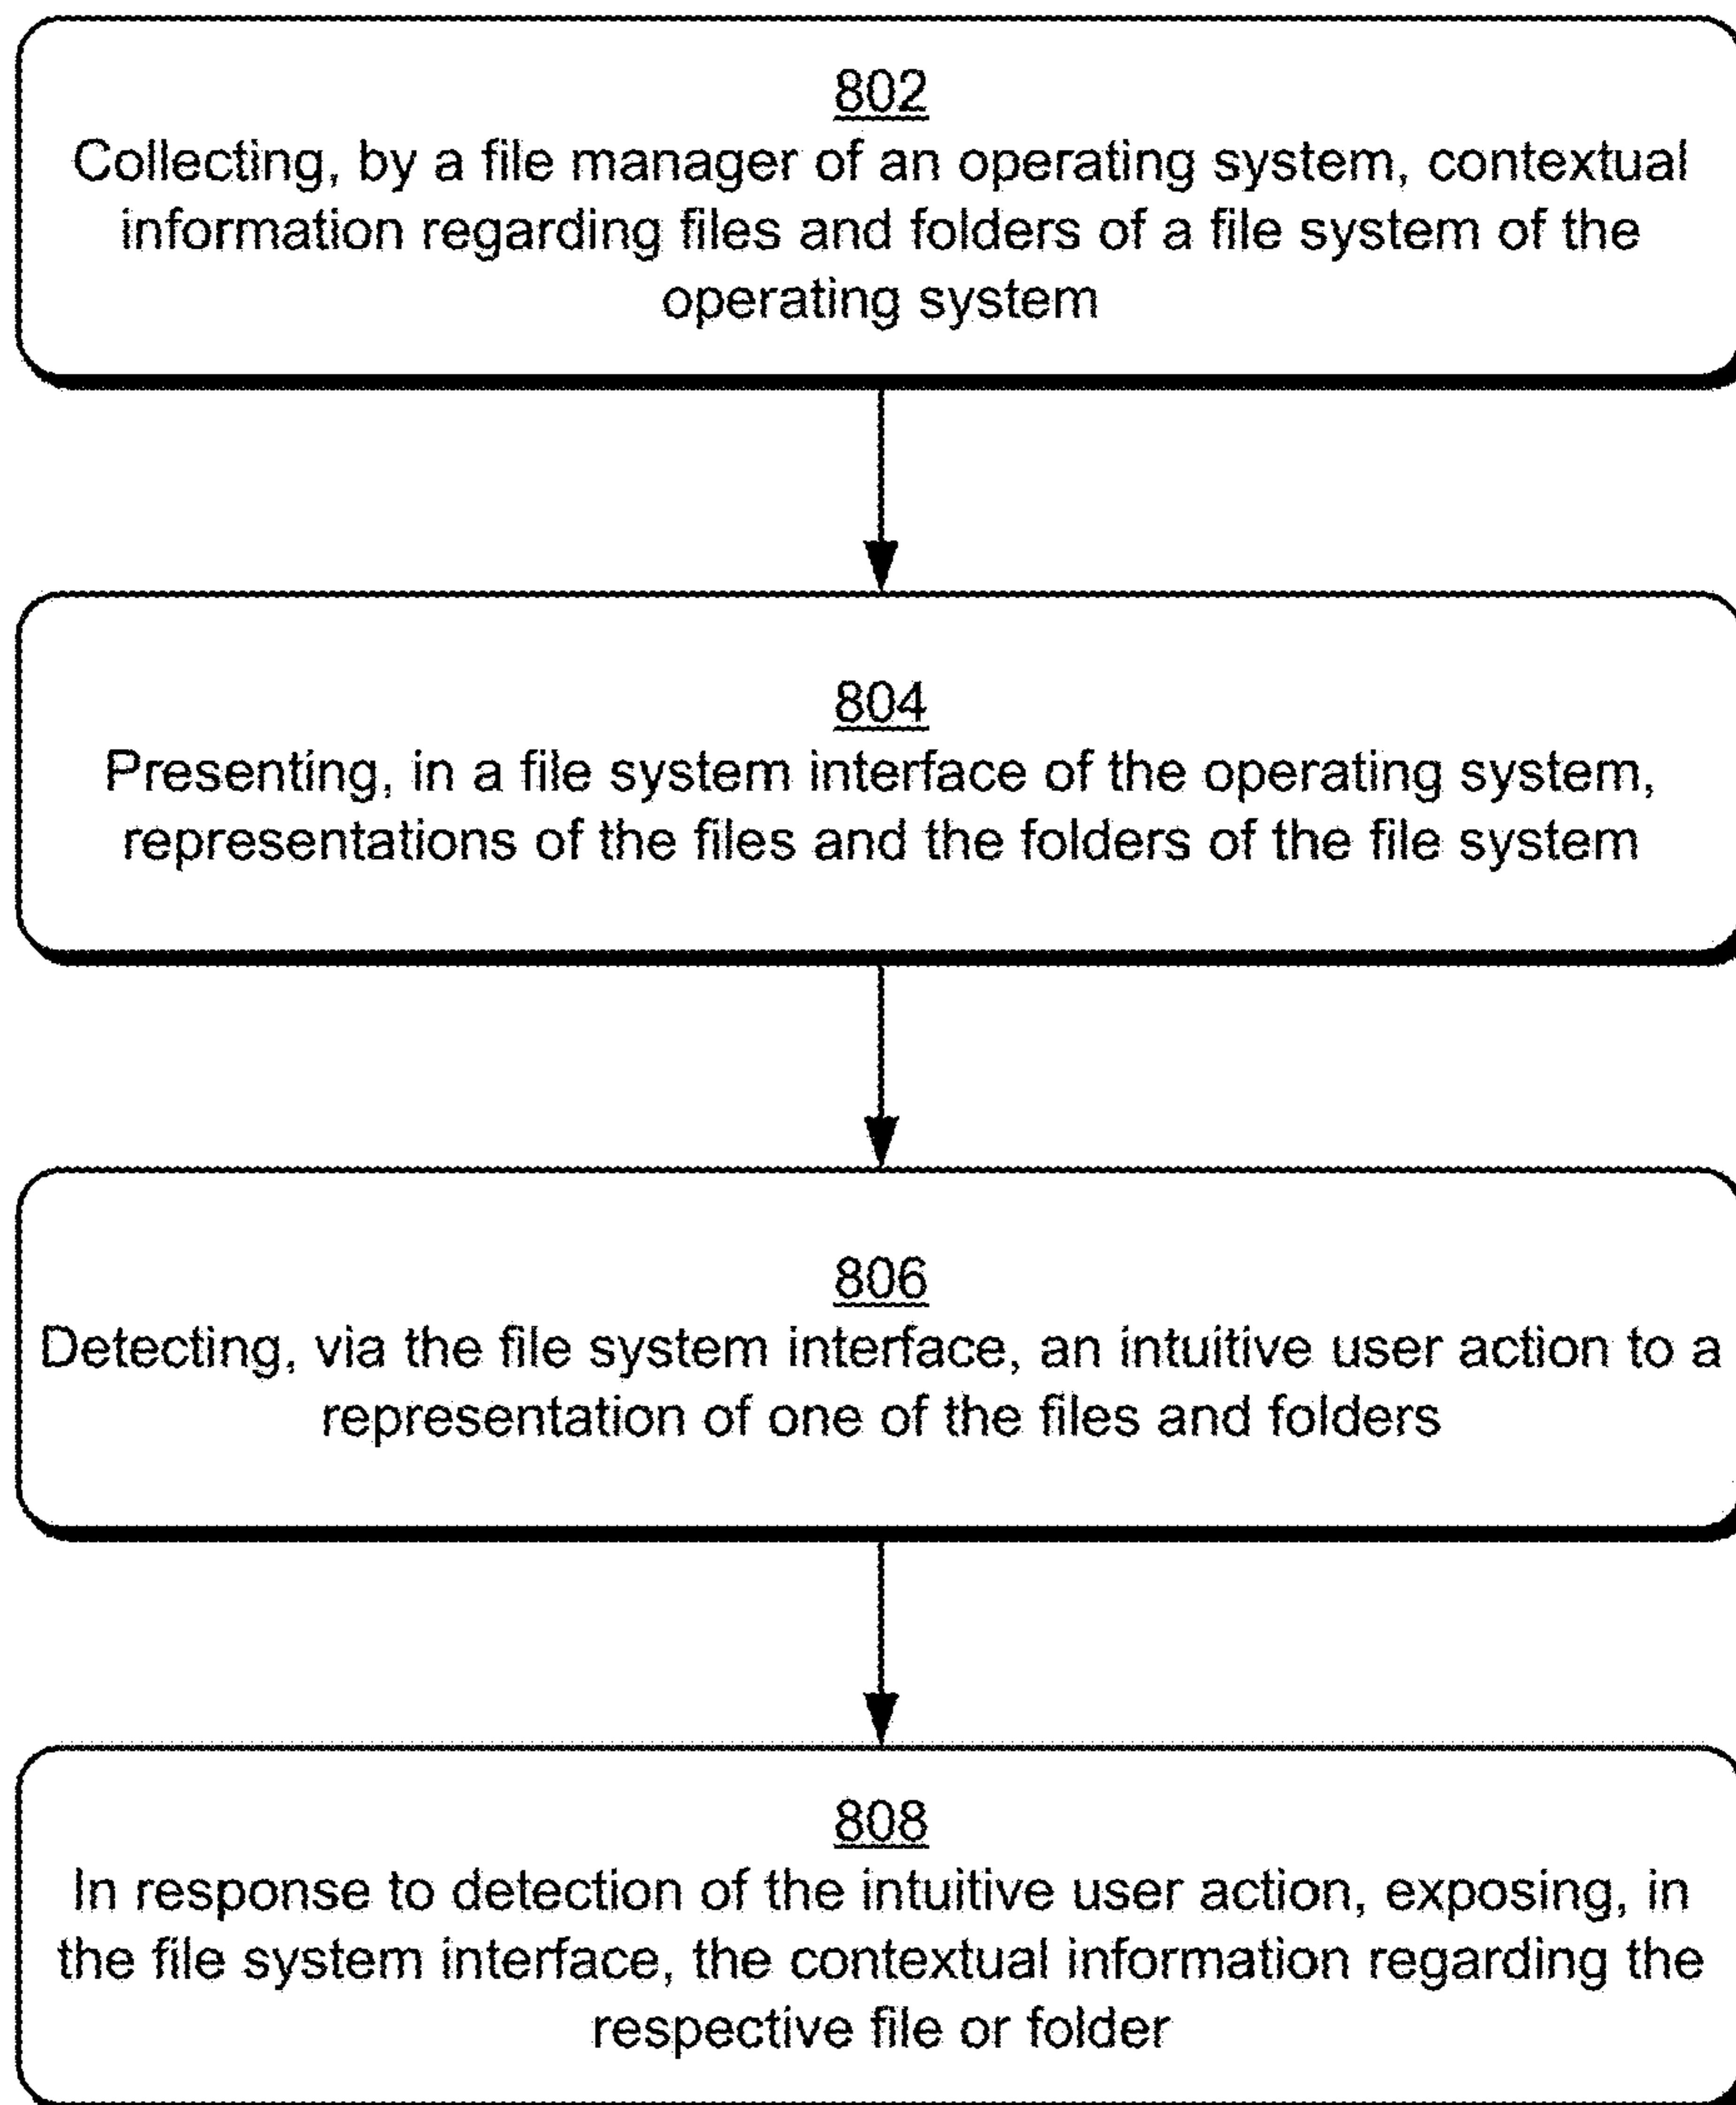 802
Collecting, by a file manager of an operating system, contextual
information regarding files and folders of a file system of the
operating system
804
Presenting, in a file system interface of the operating system,
representations of the files and the folders of the file system
806
Detecting, via the file system interface, an intuitive user action to a
representation of one of the files and folders
808
In response to detection of the intuitive user action, exposing, in
the file system interface, the contextual information regarding the
respective file or folder